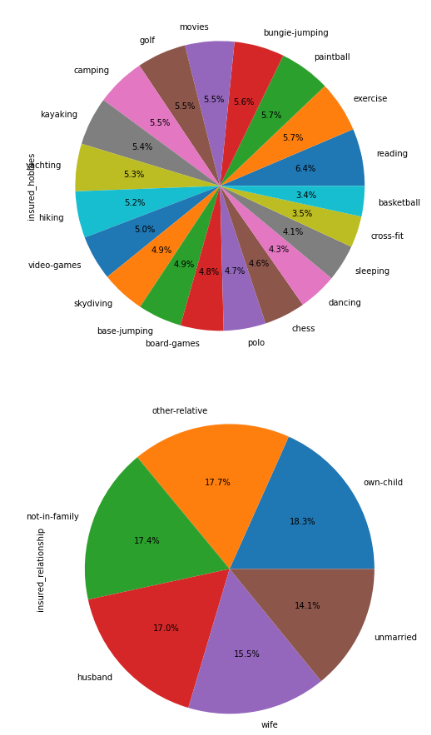 movies
golf
bungie-jumping
camping
paintball
kayaking
exercise
yachting
reading
insured_hobbies
hiking
basketball
video-games
cross-fit
skydiving
sleeping
base-jumping
dancing
board-games
chess
polo
5.5%
5.5%
5.6%
5.5%
5.7%
5.4%
5.7%
5.3%
6.4%
5.2%
3.4%
5.0%
3.5%
4.9%
4.1%
4.9%
4.3%
4.8%
4.6%
4.7%
other-relative
own-child
not-in-family
insured_relationship
husband
unmarried
wife
17.7%
18.3%
17.4%
17.0%
14.1%
15.5%